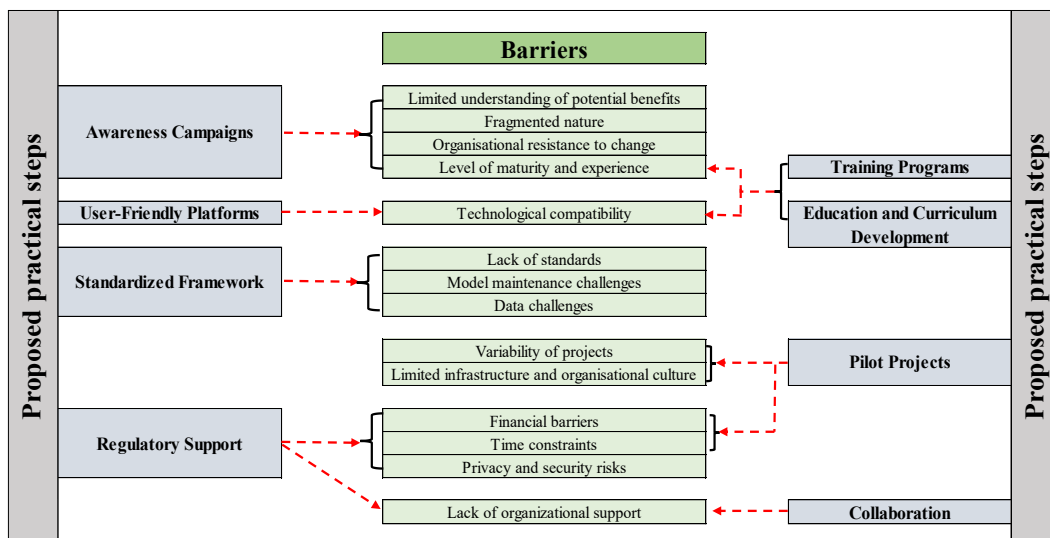 Proposed practical steps
Barriers
Awareness Campaigns
Limited understanding of potential benefits
Fragmented nature
Organisational resistance to change
Level of maturity and experience
Training Programs
User-Friendly Platforms
Technological compatibility
Education and Curriculum
Development
Standardized Framework
Lack of standards
Model maintenance challenges
Data challenges
Variability of projects
Limited infrastructure and organisational culture
Pilot Projects
Regulatory Support
Financial barriers
Time constraints
Privacy and security risks
Lack of organizational support
Collaboration
Proposed practical steps